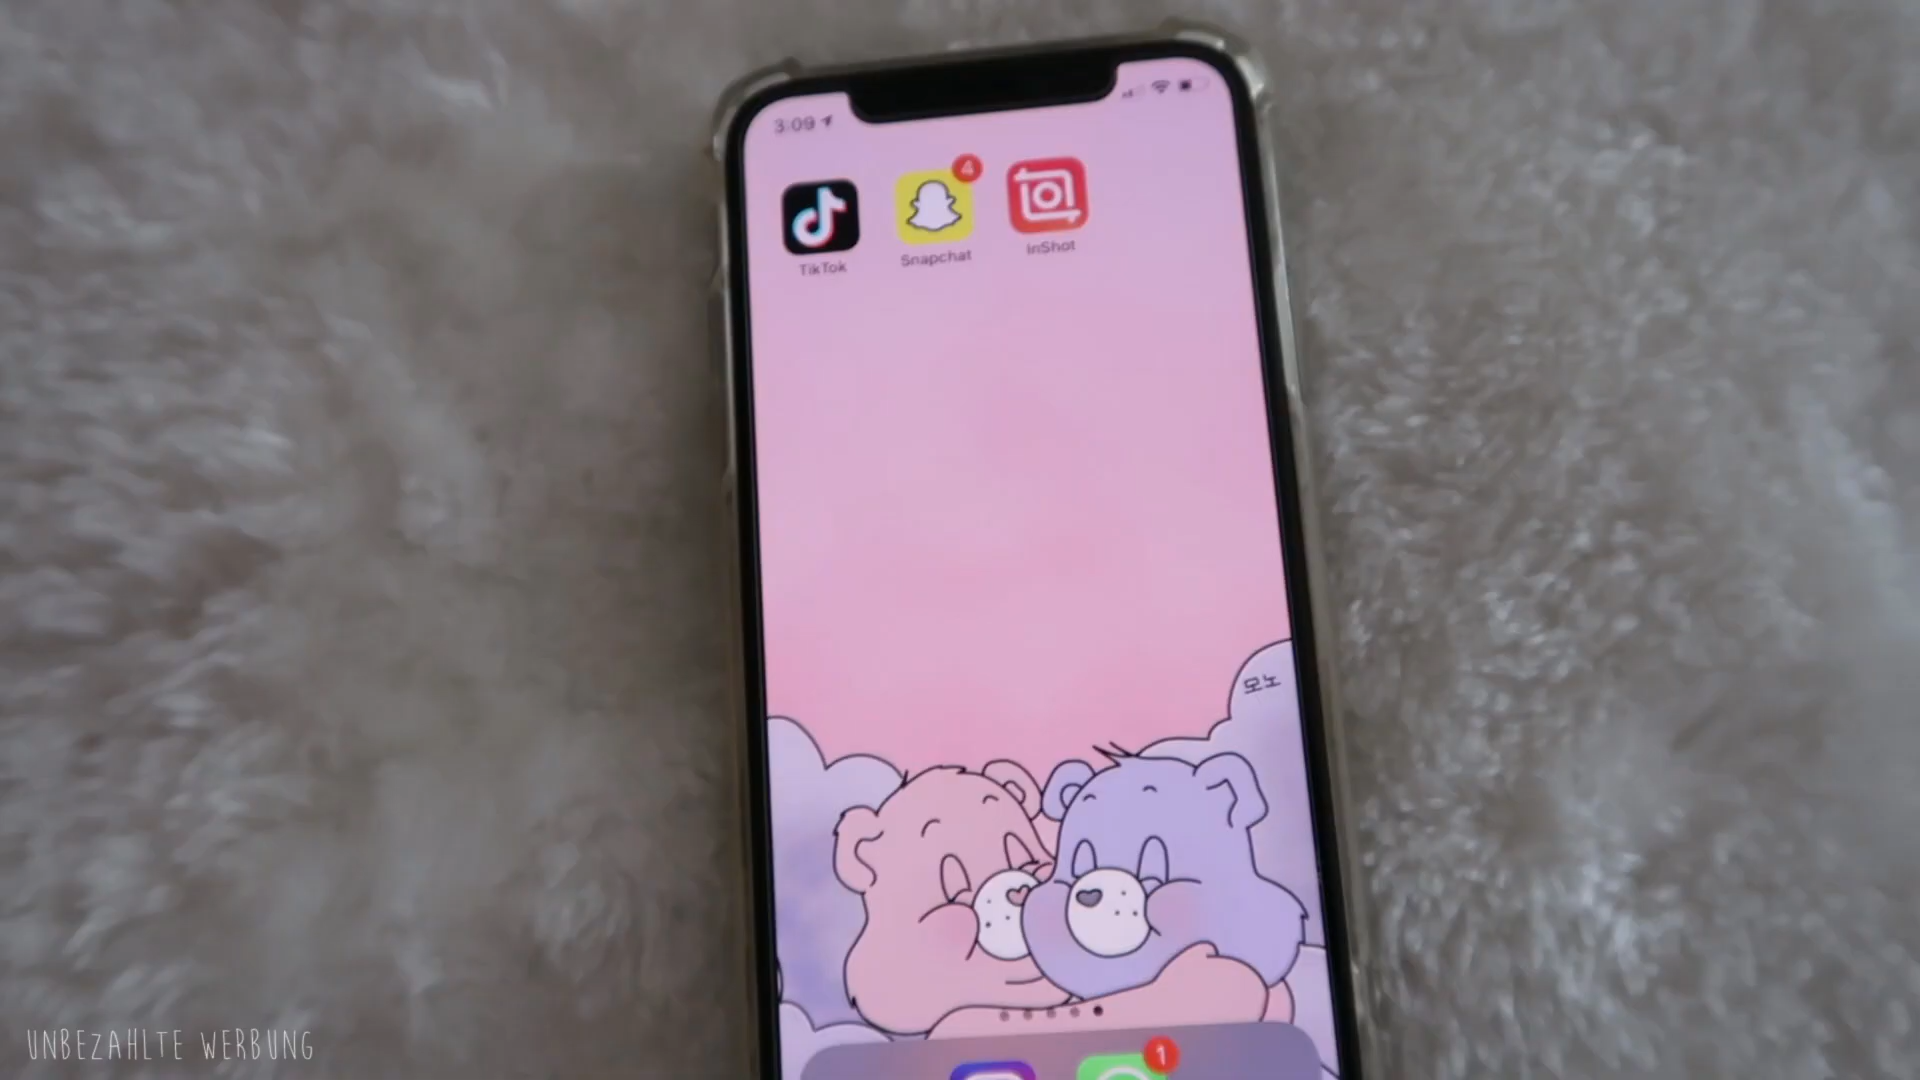 3:09
4
TikTok
Snapchat
InShot
모노
1
UNBEZAHLTE WERBUNG